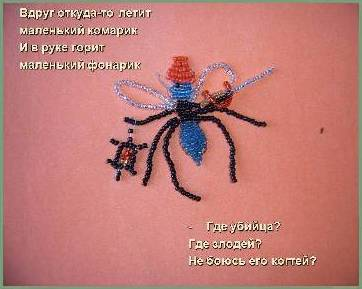 Вдруг откуда-то летит
маленький комарик
И в руке горит
маленький фонарик
- Где убийца?
Где злодей?
Не боюсь его когтей?